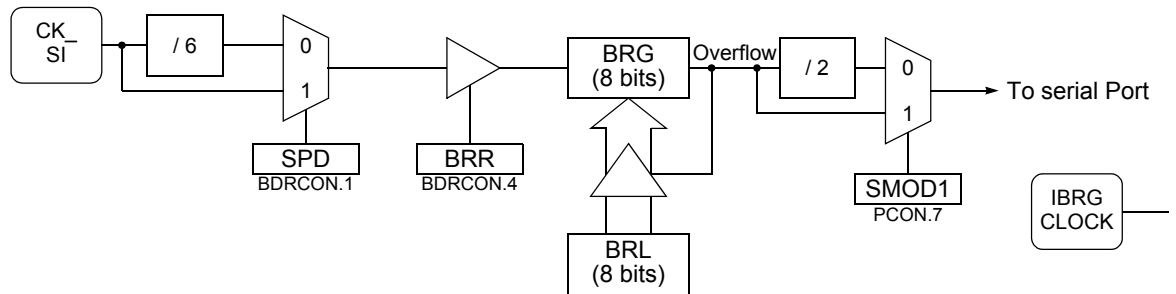 CK_
SI
/ 6
0
1
SPD
BDRCON.1
BRR
BDRCON.4
BRG
(8 bits)
Overflow
BRL
(8 bits)
/ 2
0
1
SMOD1
PCON.7
To serial Port
IBRG
CLOCK